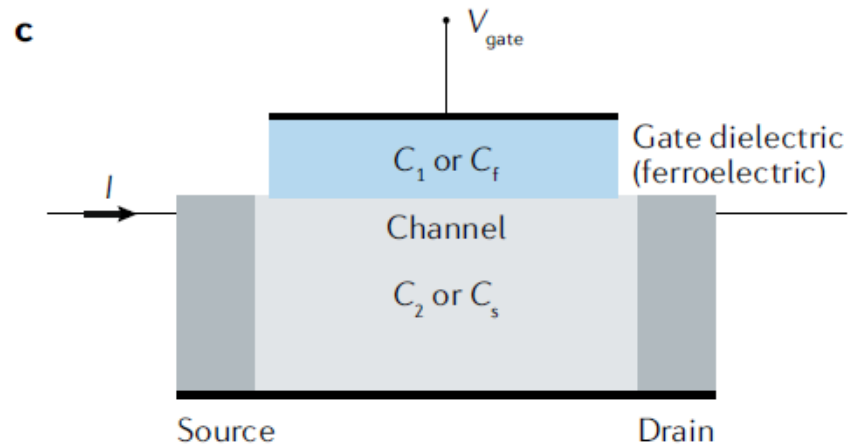 c
V_gate
C_1 or C_f
Gate dielectric
(ferroelectric)
I
Channel
C_2 or C_s
Source
Drain